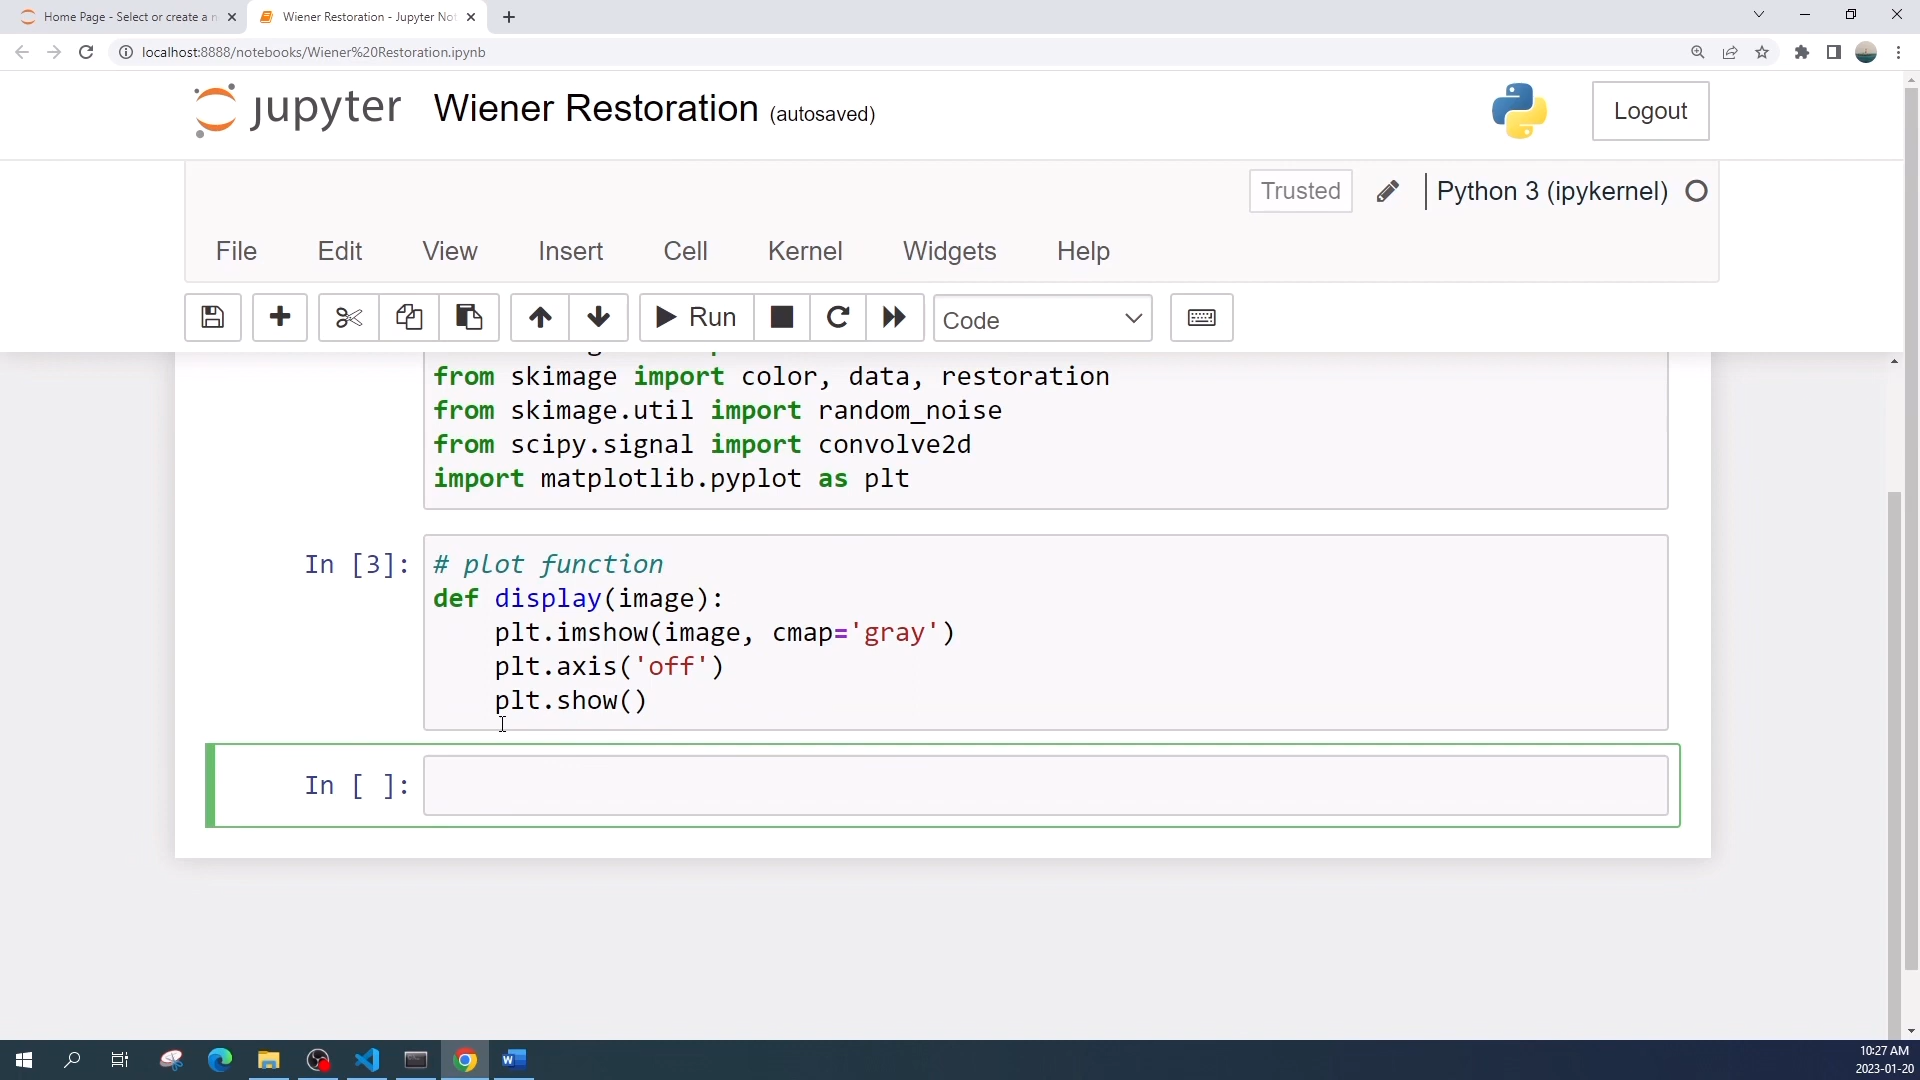 Home Page - Select or create a n
Wiener Restoration - Jupyter Not
localhost:8888/notebooks/Wiener%20Restoration.ipynb
jupyter Wiener Restoration (autosaved)
Logout
Trusted
Python 3 (ipykernel)
File Edit View Insert Cell Kernel Widgets Help
Run
Code
from skimage import color, data, restoration
from skimage.util import random_noise
from scipy.signal import convolve2d
import matplotlib.pyplot as plt
In [3]:
# plot function
def display(image):
    plt.imshow(image, cmap='gray')
    plt.axis('off')
    plt.show()
In [ ]:
10:27 AM
2023-01-20